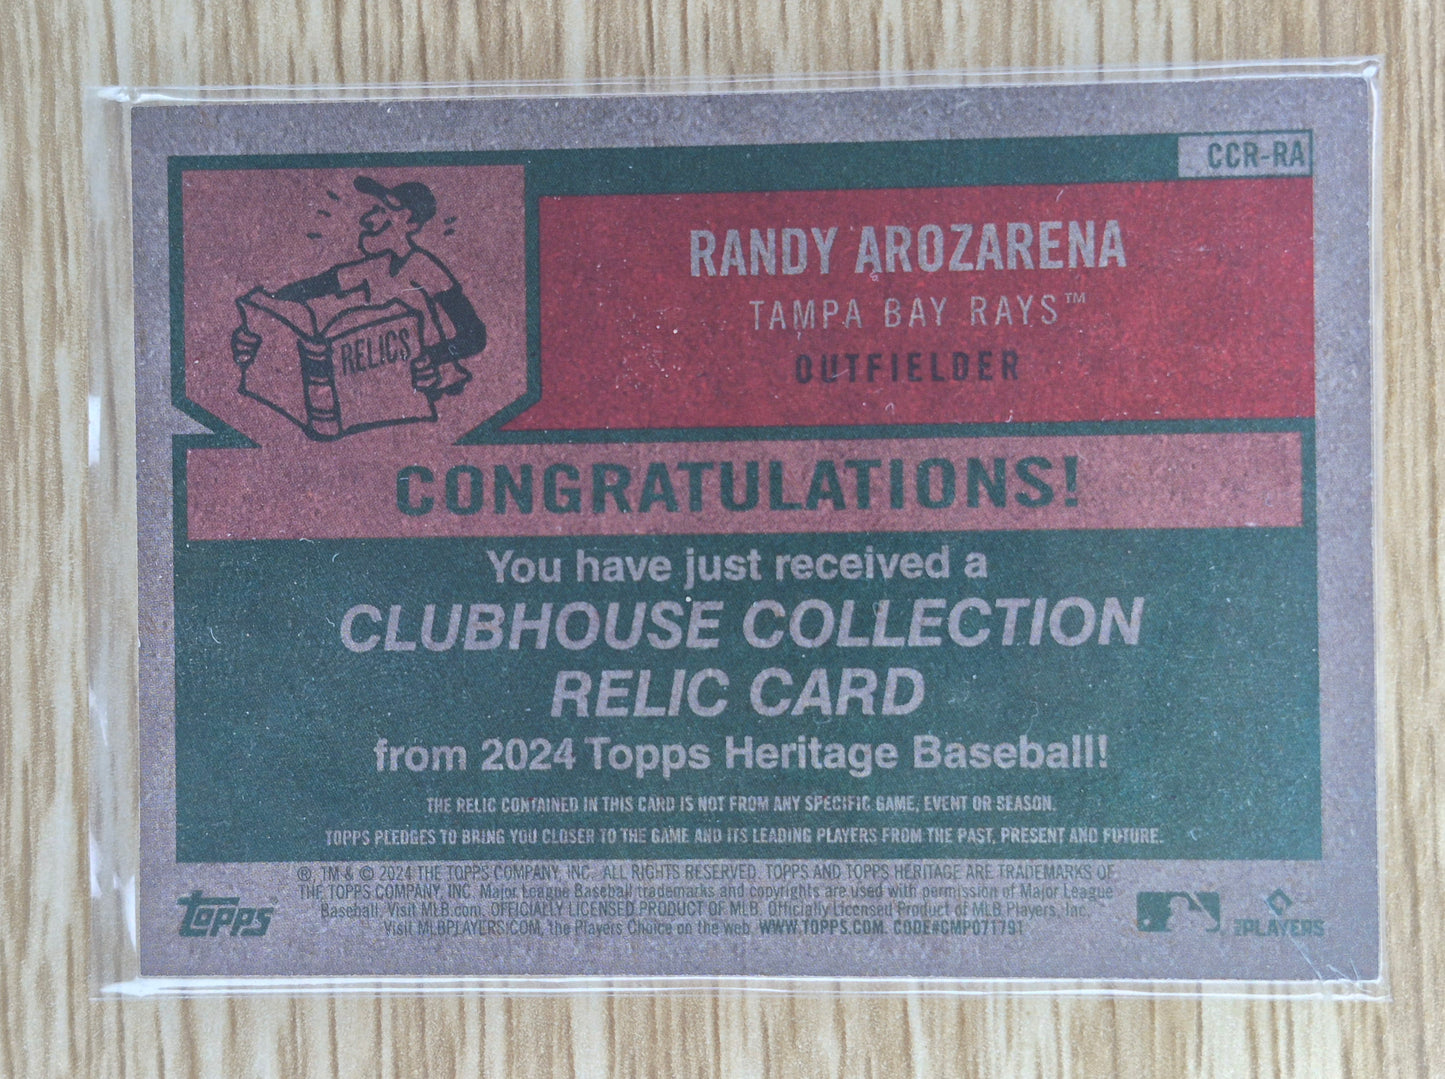 CCR-RA
RELICS
RANDY AROZARENA
TAMPA BAY RAYS™
OUTFIELDER
CONGRATULATIONS!
You have just received a
CLUBHOUSE COLLECTION
RELIC CARD
from 2024 Topps Heritage Baseball!
THE RELIC CONTAINED IN THIS CARD IS NOT FROM ANY SPECIFIC GAME, EVENT OR SEASON.
TOPPS PLEDGES TO BRING YOU CLOSER TO THE GAME AND ITS LEADING PLAYERS FROM THE PAST, PRESENT AND FUTURE.
®, TM & © 2024 THE TOPPS COMPANY, INC. ALL RIGHTS RESERVED. TOPPS AND TOPPS HERITAGE ARE TRADEMARKS OF
THE TOPPS COMPANY, INC. Major League Baseball trademarks and copyrights are used with permission of Major League
Baseball. Visit MLB.com. OFFICIALLY LICENSED PRODUCT OF MLB. Officially Licensed Product of MLB Players, Inc.
Visit MLBPLAYERS.COM, the Players Choice on the web. WWW.TOPPS.COM. CODE#CMP071791
topps
THE PLAYERS